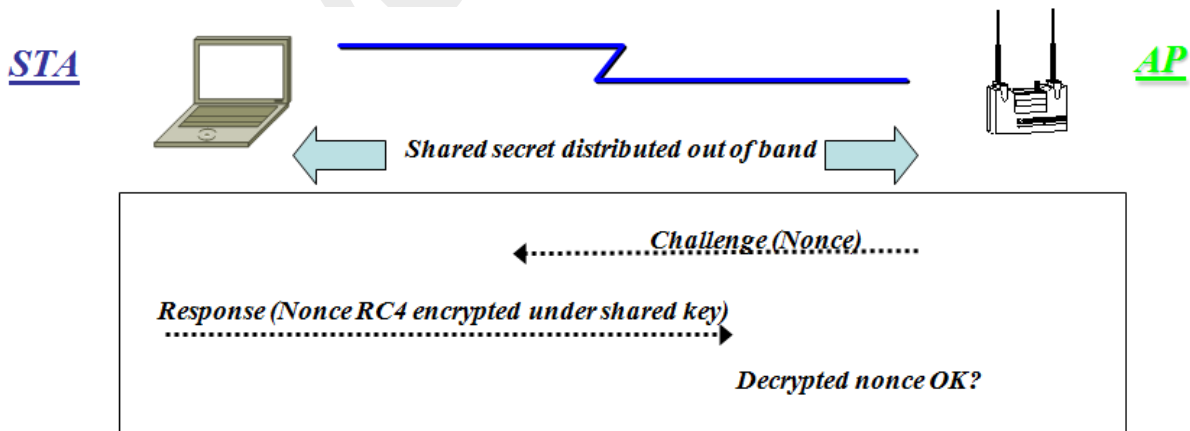 STA
AP
Shared secret distributed out of band
Challenge (Nonce)
Response (Nonce RC4 encrypted under shared key)
Decrypted nonce OK?